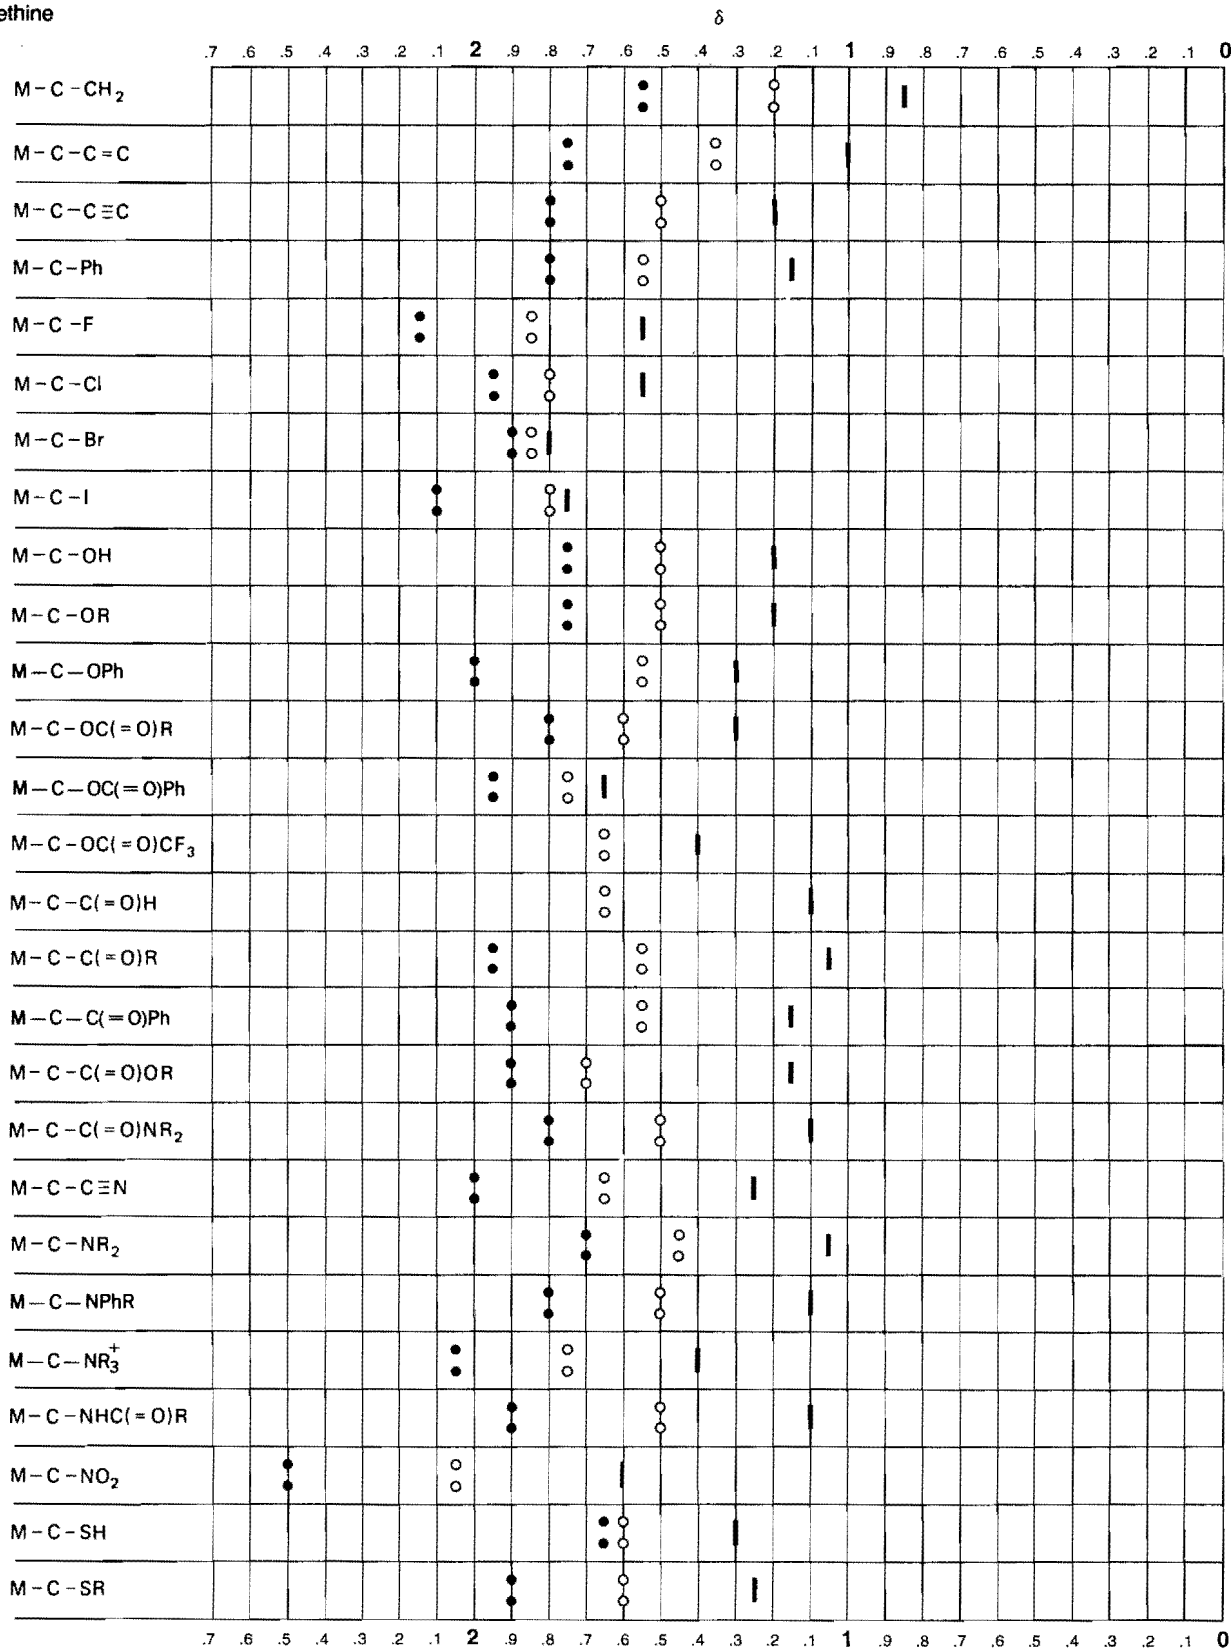 ethine
δ
.7 .6 .5 .2 .1 2 .9 .8 .7 .6 .5 .4 .3 .2 .1 1 .9 .8 .7 .6 .5 .4 .3 .2 .1 0
M-C-CH2
M-C-C=C
M-C-C≡C
M-C-Ph
M-C-F
M-C-Cl
M-C-Br
M-C-I
M-C-OH
M-C-OR
M-C-OPh
M-C-OC(=O)R
M-C-OC(=O)Ph
M-C-OC(=O)CF3
M-C-C(=O)H
M-C-C(=O)R
M-C-C(=O)Ph
M-C-C(=O)OR
M-C-C(=O)NR2
M-C-C≡N
M-C-NR2
M-C-NPhR
M-C-NR3+
M-C-NHC(=O)R
M-C-NO2
M-C-SH
M-C-SR
.7 .6 .5 .4 .3 .2 .1 2 .9 .8 .7 .6 .5 .4 .3 .2 .1 1 .9 .8 .7 .6 .5 .4 .3 .2 .1 0